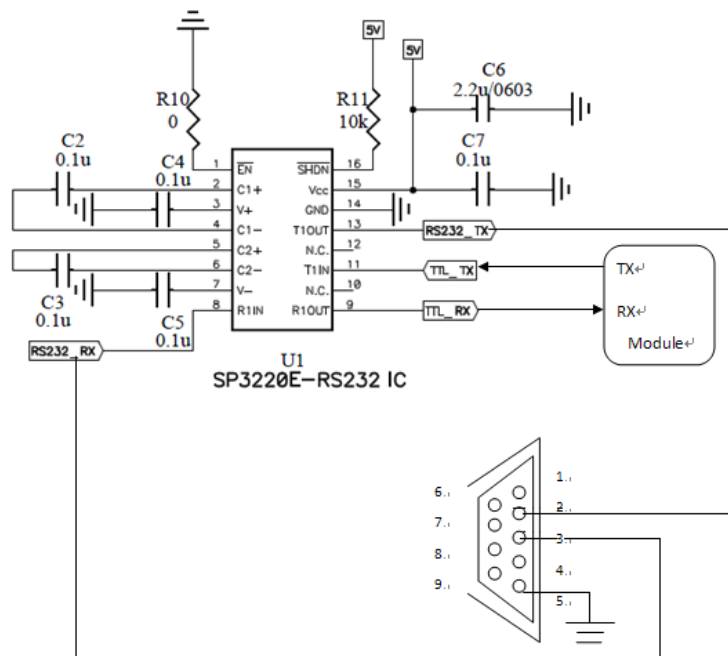 5V
5V
C6
2.2u/0603
R10
0
R11
10k
C2
0.1u
C4
0.1u
C7
0.1u
1 EN SHDN 16
2 C1+ Vcc 15
3 V+ GND 14
4 C1- T1OUT 13 RS232_TX
5 C2+ N.C. 12
6 C2- T1IN 11 TTL_TX TX↵
7 V- N.C. 10
8 R1IN R1OUT 9 TTL_RX RX↵
Module↵
C3
0.1u
C5
0.1u
RS232_RX
U1
SP3220E-RS232 IC
1.↓
6.↓
2.↓
7.↓
3.↓
8.↓
4.↓
9.↓
5.↓